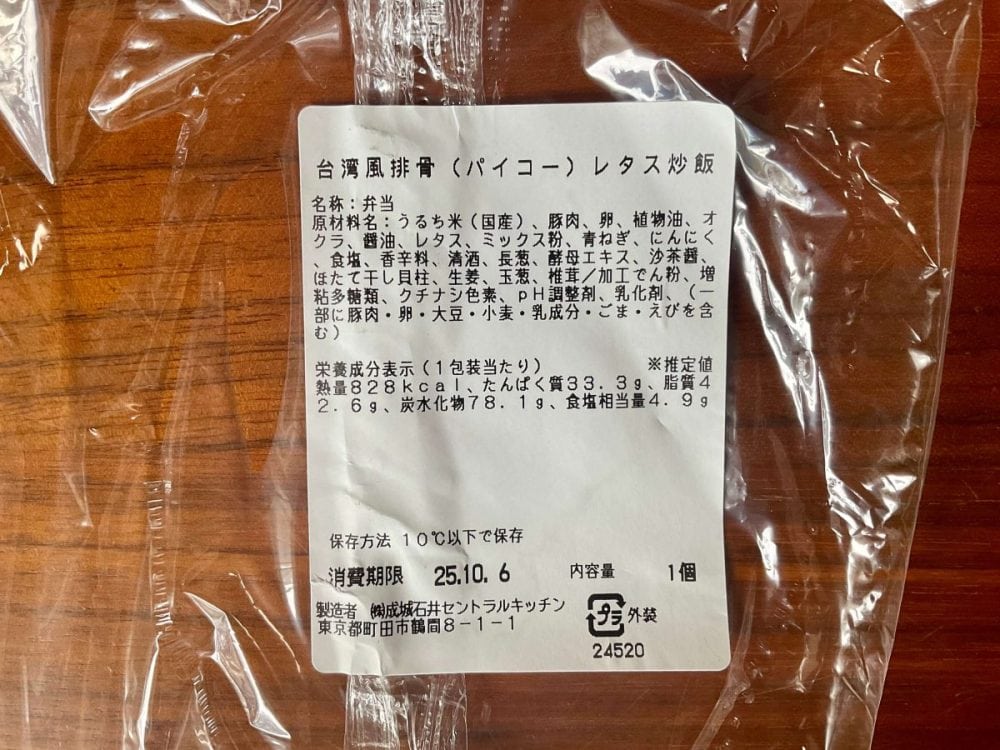 台湾風排骨（パイコー）レタス炒飯
名称：弁当
原材料名：うるち米（国産）、豚肉、卵、植物油、オ
クラ、醤油、レタス、ミックス粉、青ねぎ、にんにく
、食塩、香辛料、清酒、長葱、酵母エキス、沙茶醤、
ほたて干し貝柱、生姜、玉葱、椎茸／加工でん粉、増
粘多糖類、クチナシ色素、ｐＨ調整剤、乳化剤、（一
部に豚肉・卵・大豆・小麦・乳成分・ごま・えびを含
む）
栄養成分表示（１包装当たり） ※推定値
熱量８２８ｋｃａｌ、たんぱく質３３．３ｇ、脂質４
２．６ｇ、炭水化物７８．１ｇ、食塩相当量４．９ｇ
保存方法 １０℃以下で保存
消費期限 25.10.6 内容量 1個
製造者 ㈱成城石井セントラルキッチン
東京都町田市鶴間８－１－１
プラ 外装
24520